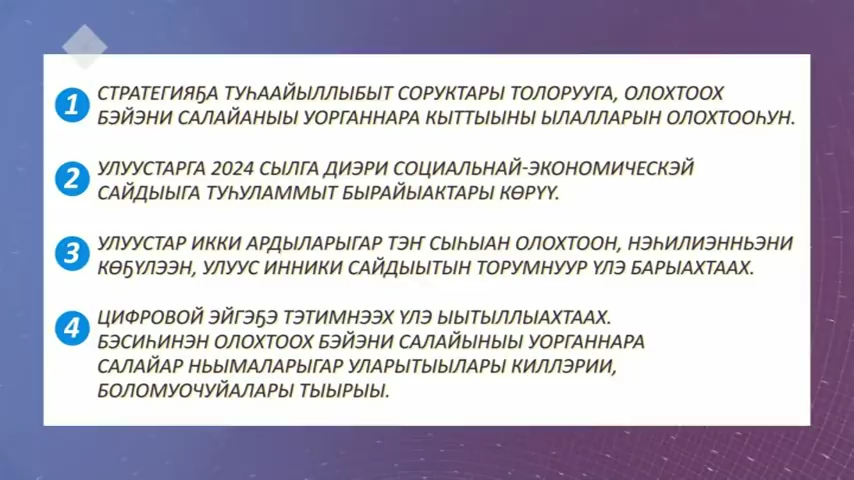 1 СТРАТЕГИЯҔА ТУҺААЙЫЛЛЫБЫТ СОРУКТАРЫ ТОЛОРУУГА, ОЛОХТООХ
БЭЙЭНИ САЛАЙАНЫЫ УОРГАННАРА КЫТТЫЫНЫ ЫЛАЛЛАРЫН ОЛОХТООҺУН.
2 УЛУУСТАРГА 2024 СЫЛГА ДИЭРИ СОЦИАЛЬНАЙ-ЭКОНОМИЧЕСКЭЙ
САЙДЫЫГА ТУҺУЛАММЫТ БЫРАЙЫАКТАРЫ КӨРҮҮ.
3 УЛУУСТАР ИККИ АРДЫЛАРЫГАР ТЭҤ СЫҺЫАН ОЛОХТООН, НЭҺИЛИЭННЬЭНИ
КӨҔҮЛЭЭН, УЛУУС ИННИКИ САЙДЫЫТЫН ТОРУМНУУР ҮЛЭ БАРЫАХТААХ.
4 ЦИФРОВОЙ ЭЙГЭҔЭ ТЭТИМНЭЭХ ҮЛЭ ЫЫТЫЛЛЫАХТААХ.
БЭСИҺИНЭН ОЛОХТООХ БЭЙЭНИ САЛАЙЫНЫЫ УОРГАННАРА
САЛАЙАР НЬЫМАЛАРЫГАР УЛАРЫТЫЫЛАРЫ КИЛЛЭРИИ,
БОЛОМУОЧУЙАЛАРЫ ТЫЫРЫЫ.